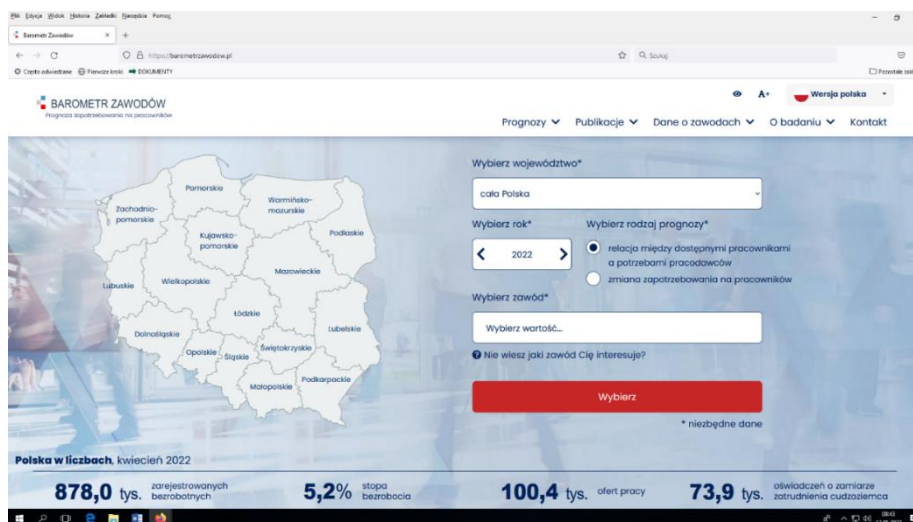 Plik Edycja Widok Historia Zakładki Narzędzia Pomoc
Barometr Zawodów × +
https://barometrzawodow.pl Szukaj
Często odwiedzane Pierwsze kroki DOKUMENTY Pozostałe zakł
BAROMETR ZAWODÓW
Prognoza zapotrzebowania na pracowników
A+ Wersja polska
Prognozy Publikacje Dane o zawodach O badaniu Kontakt
Wybierz województwo*
cała Polska
Wybierz rok* Wybierz rodzaj prognozy*
2022
relacja między dostępnymi pracownikami
a potrzebami pracodawców
zmiana zapotrzebowania na pracowników
Wybierz zawód*
Wybierz wartość...
Nie wiesz jaki zawód Cię interesuje?
Wybierz
* niezbędne dane
Pomorskie
Warmińsko-
mazurskie
Zachodnio-
pomorskie
Kujawsko-
pomorskie
Podlaskie
Mazowieckie
Lubuskie
Wielkopolskie
Łódzkie
Lubelskie
Dolnośląskie
Opolskie
Śląskie
Świętokrzyskie
Małopolskie
Podkarpackie
Polska w liczbach, kwiecień 2022
878,0 tys. zarejestrowanych
bezrobotnych
5,2% stopa
bezrobocia
100,4 tys. ofert pracy
73,9 tys. oświadczeń o zamiarze
zatrudnienia cudzoziemca
08:43